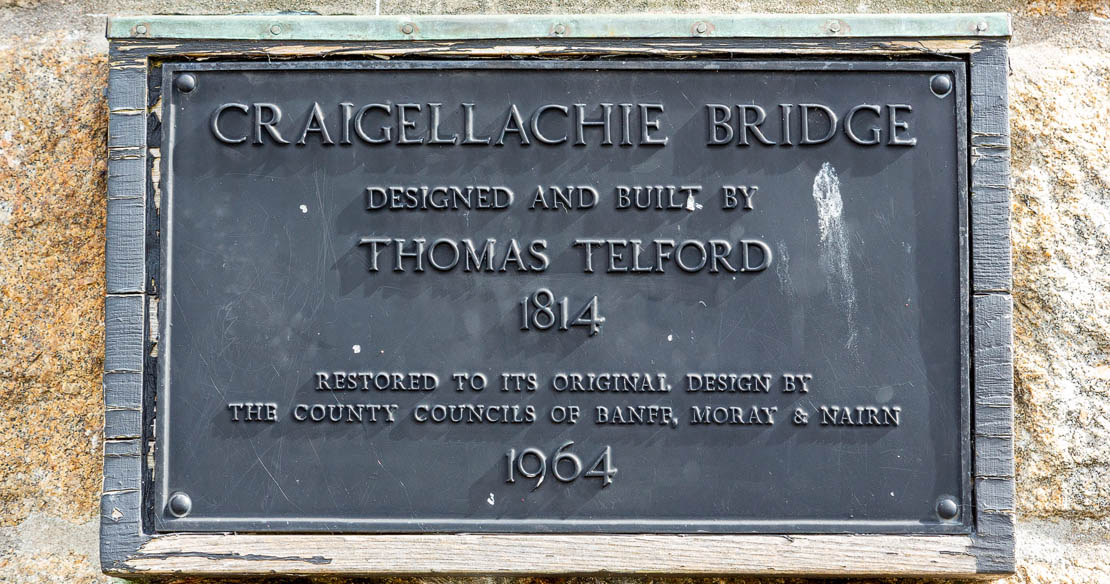 CRAIGELLACHIE BRIDGE
DESIGNED AND BUILT BY
THOMAS TELFORD
1814
RESTORED TO ITS ORIGINAL DESIGN BY
THE COUNTY COUNCILS OF BANFF, MORAY & NAIRN
1964